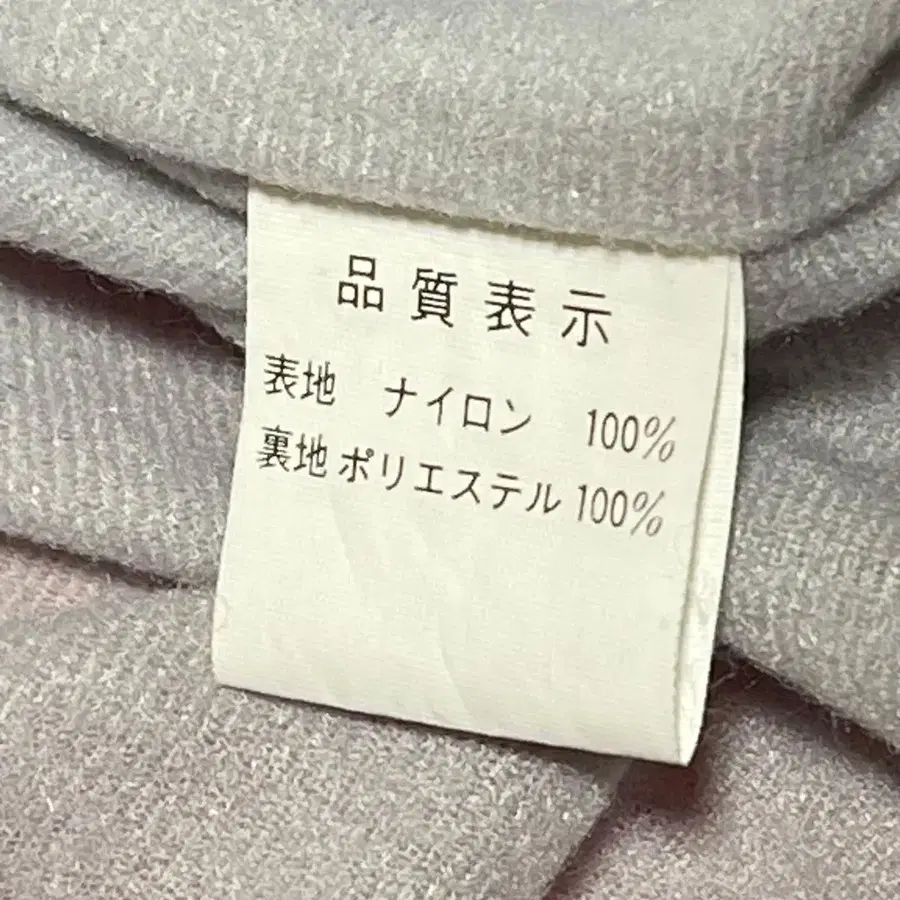 品質表示
表地 ナイロン 100%
裏地 ポリエステル 100%